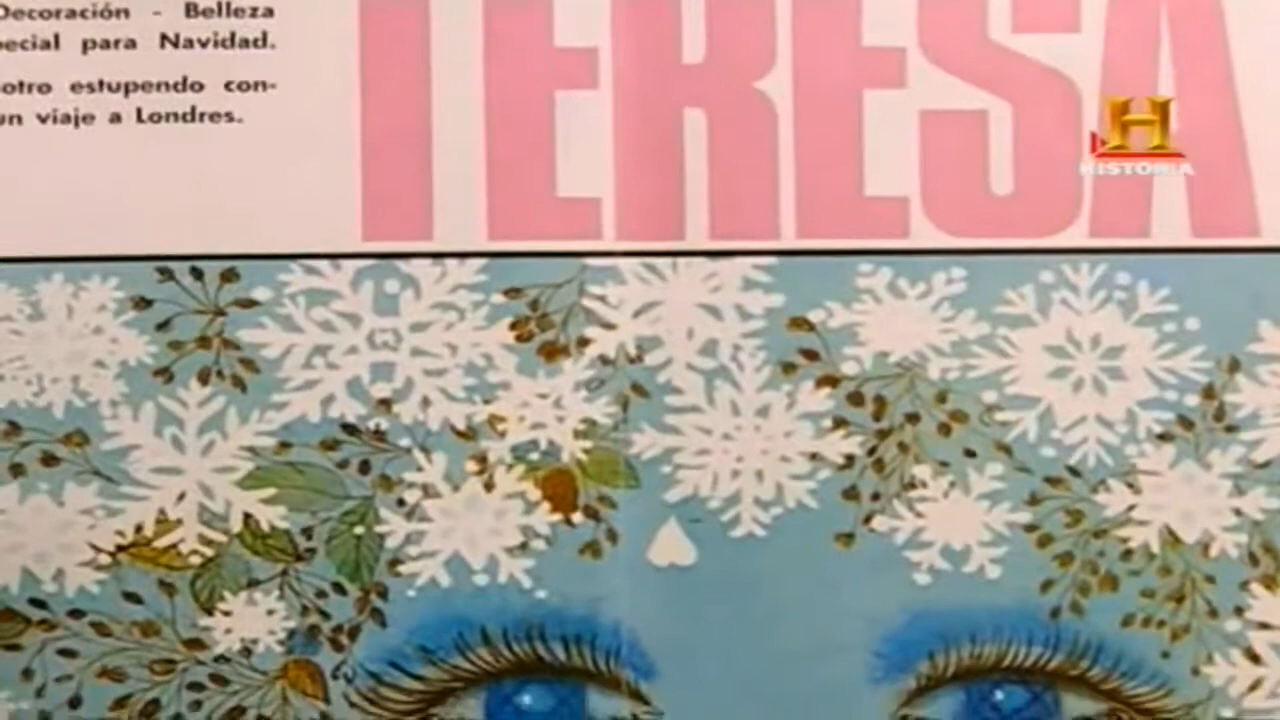 Decoración - Belleza
pecial para Navidad.
otro estupendo con-
un viaje a Londres.
TERESA
H
HISTORIA